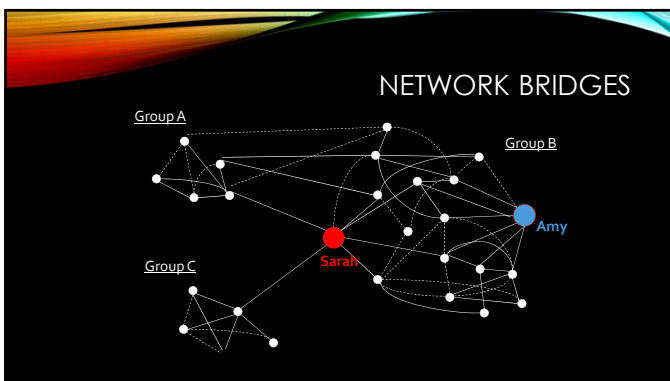 NETWORK BRIDGES
Group A
Group B
Amy
Sarah
Group C